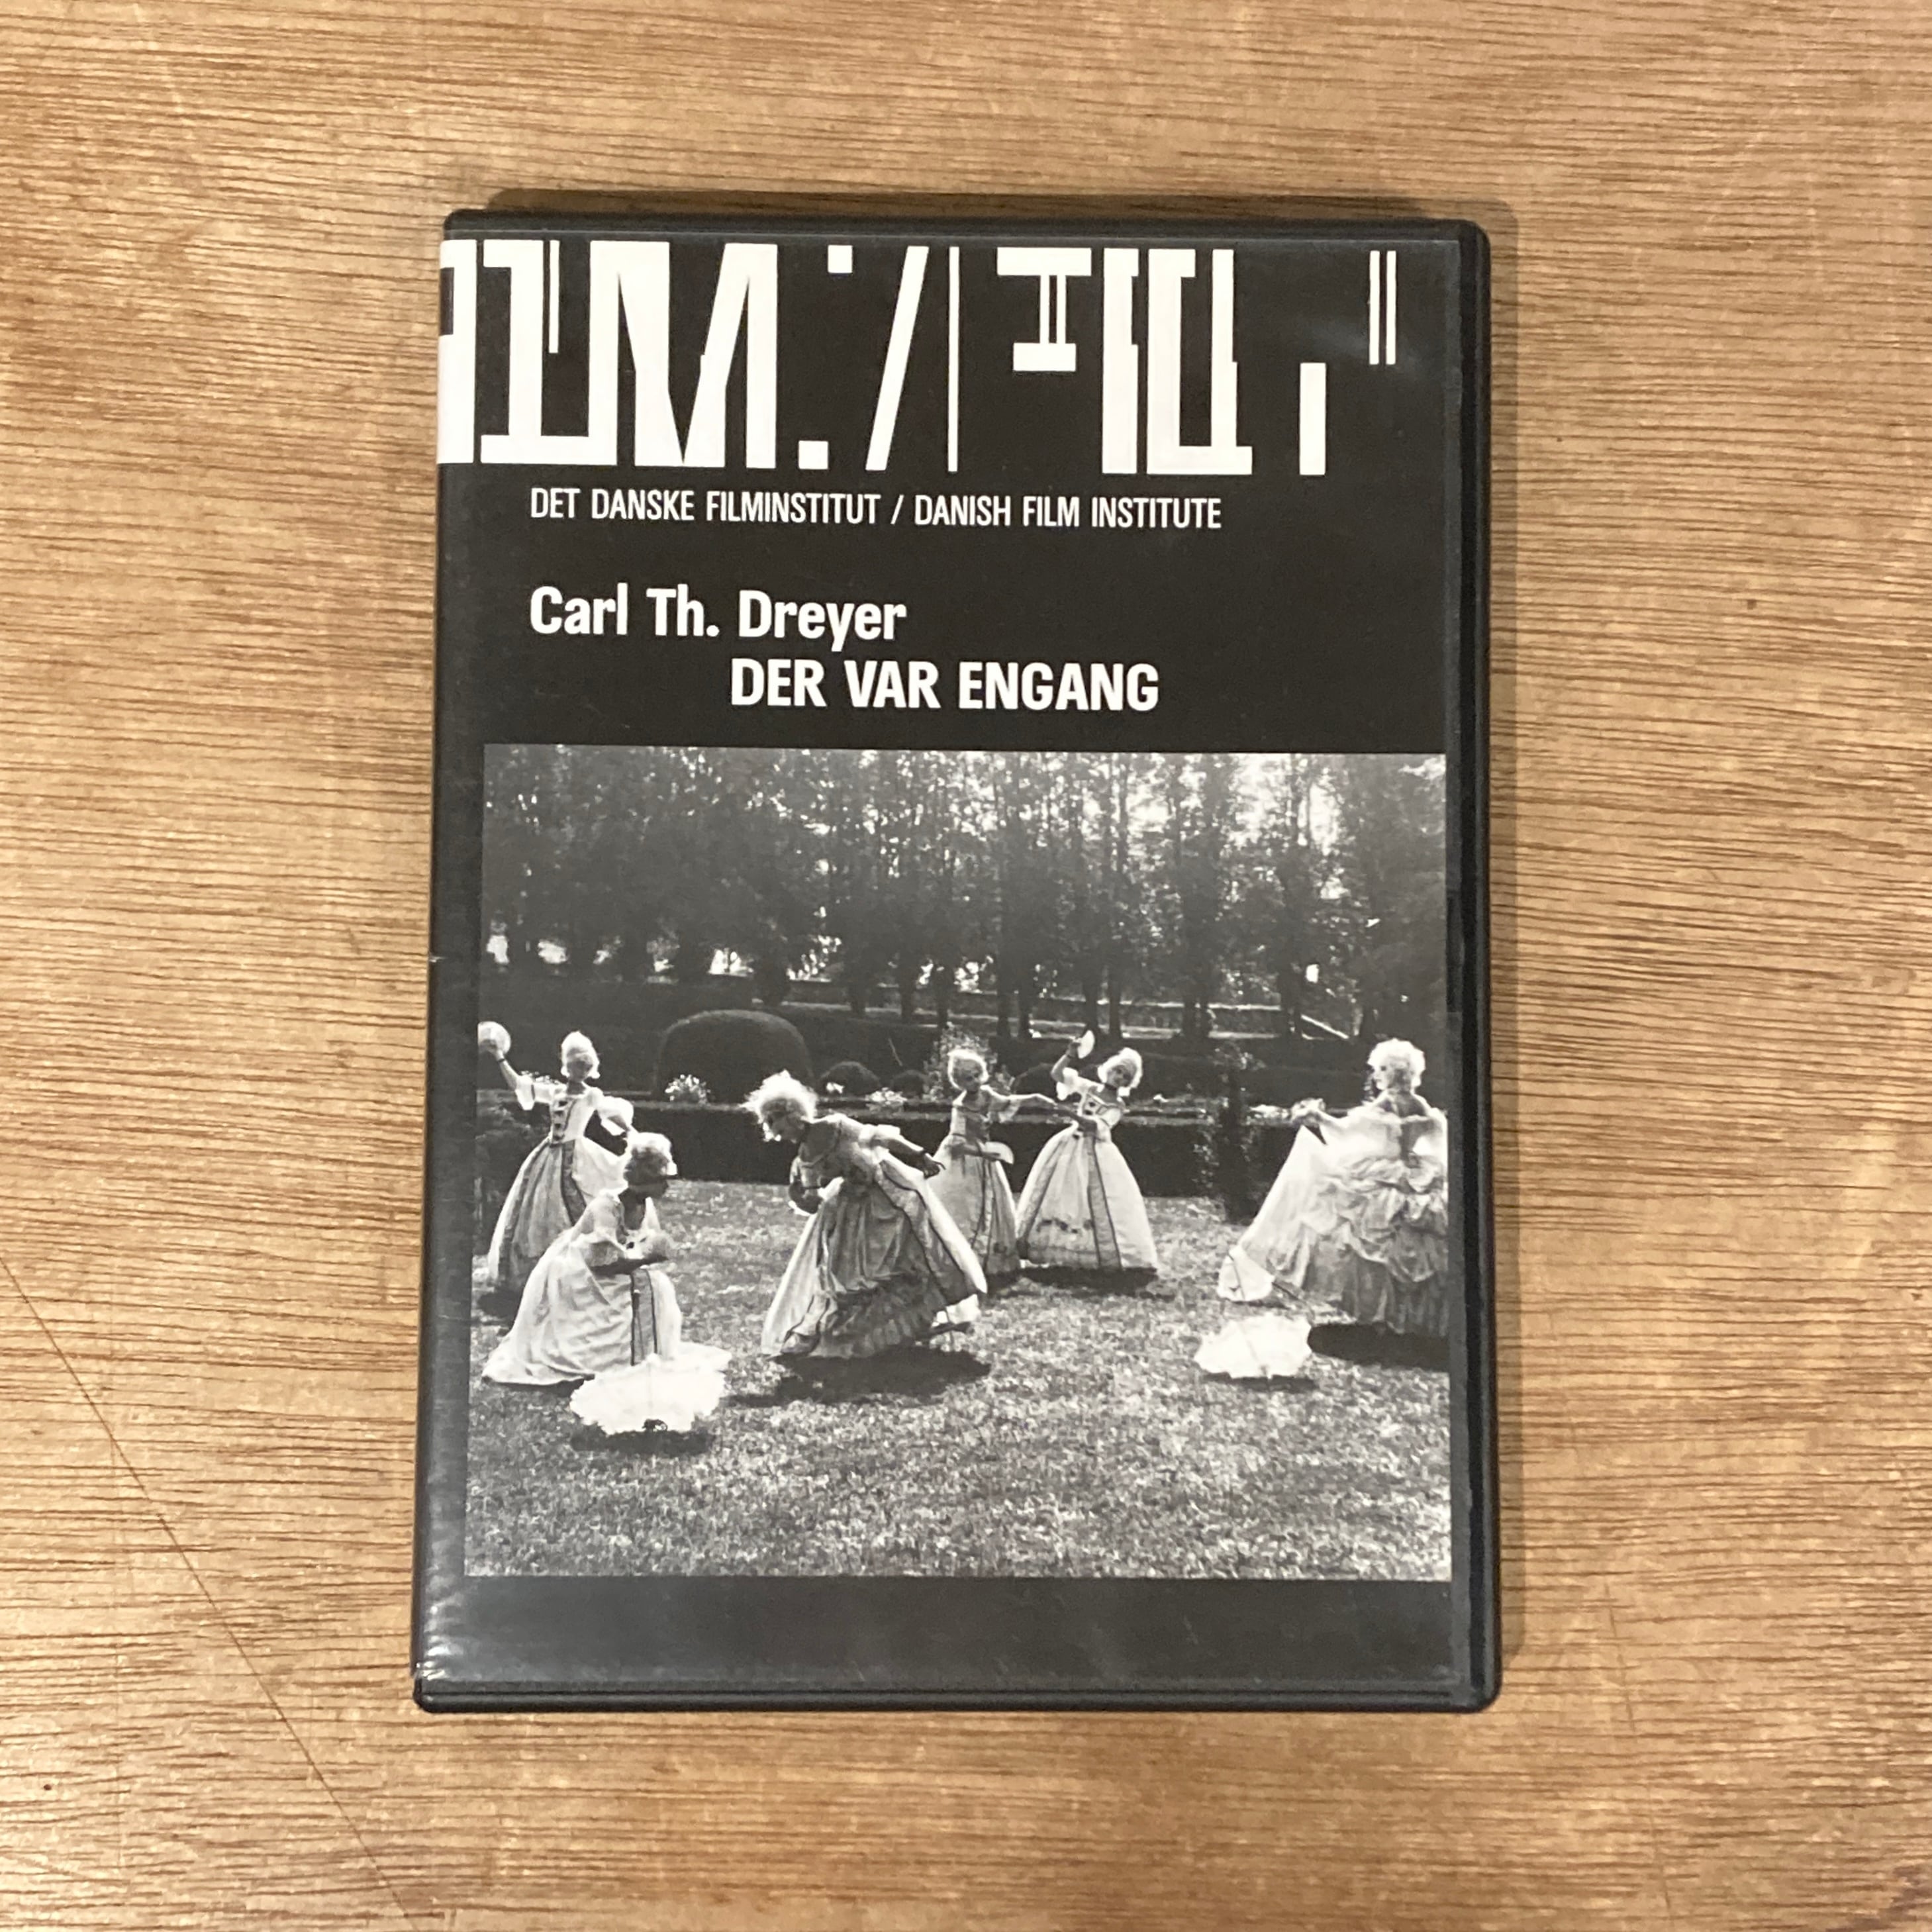 DET DANSKE FILMINSTITUT / DANISH FILM INSTITUTE
Carl Th. Dreyer
DER VAR ENGANG